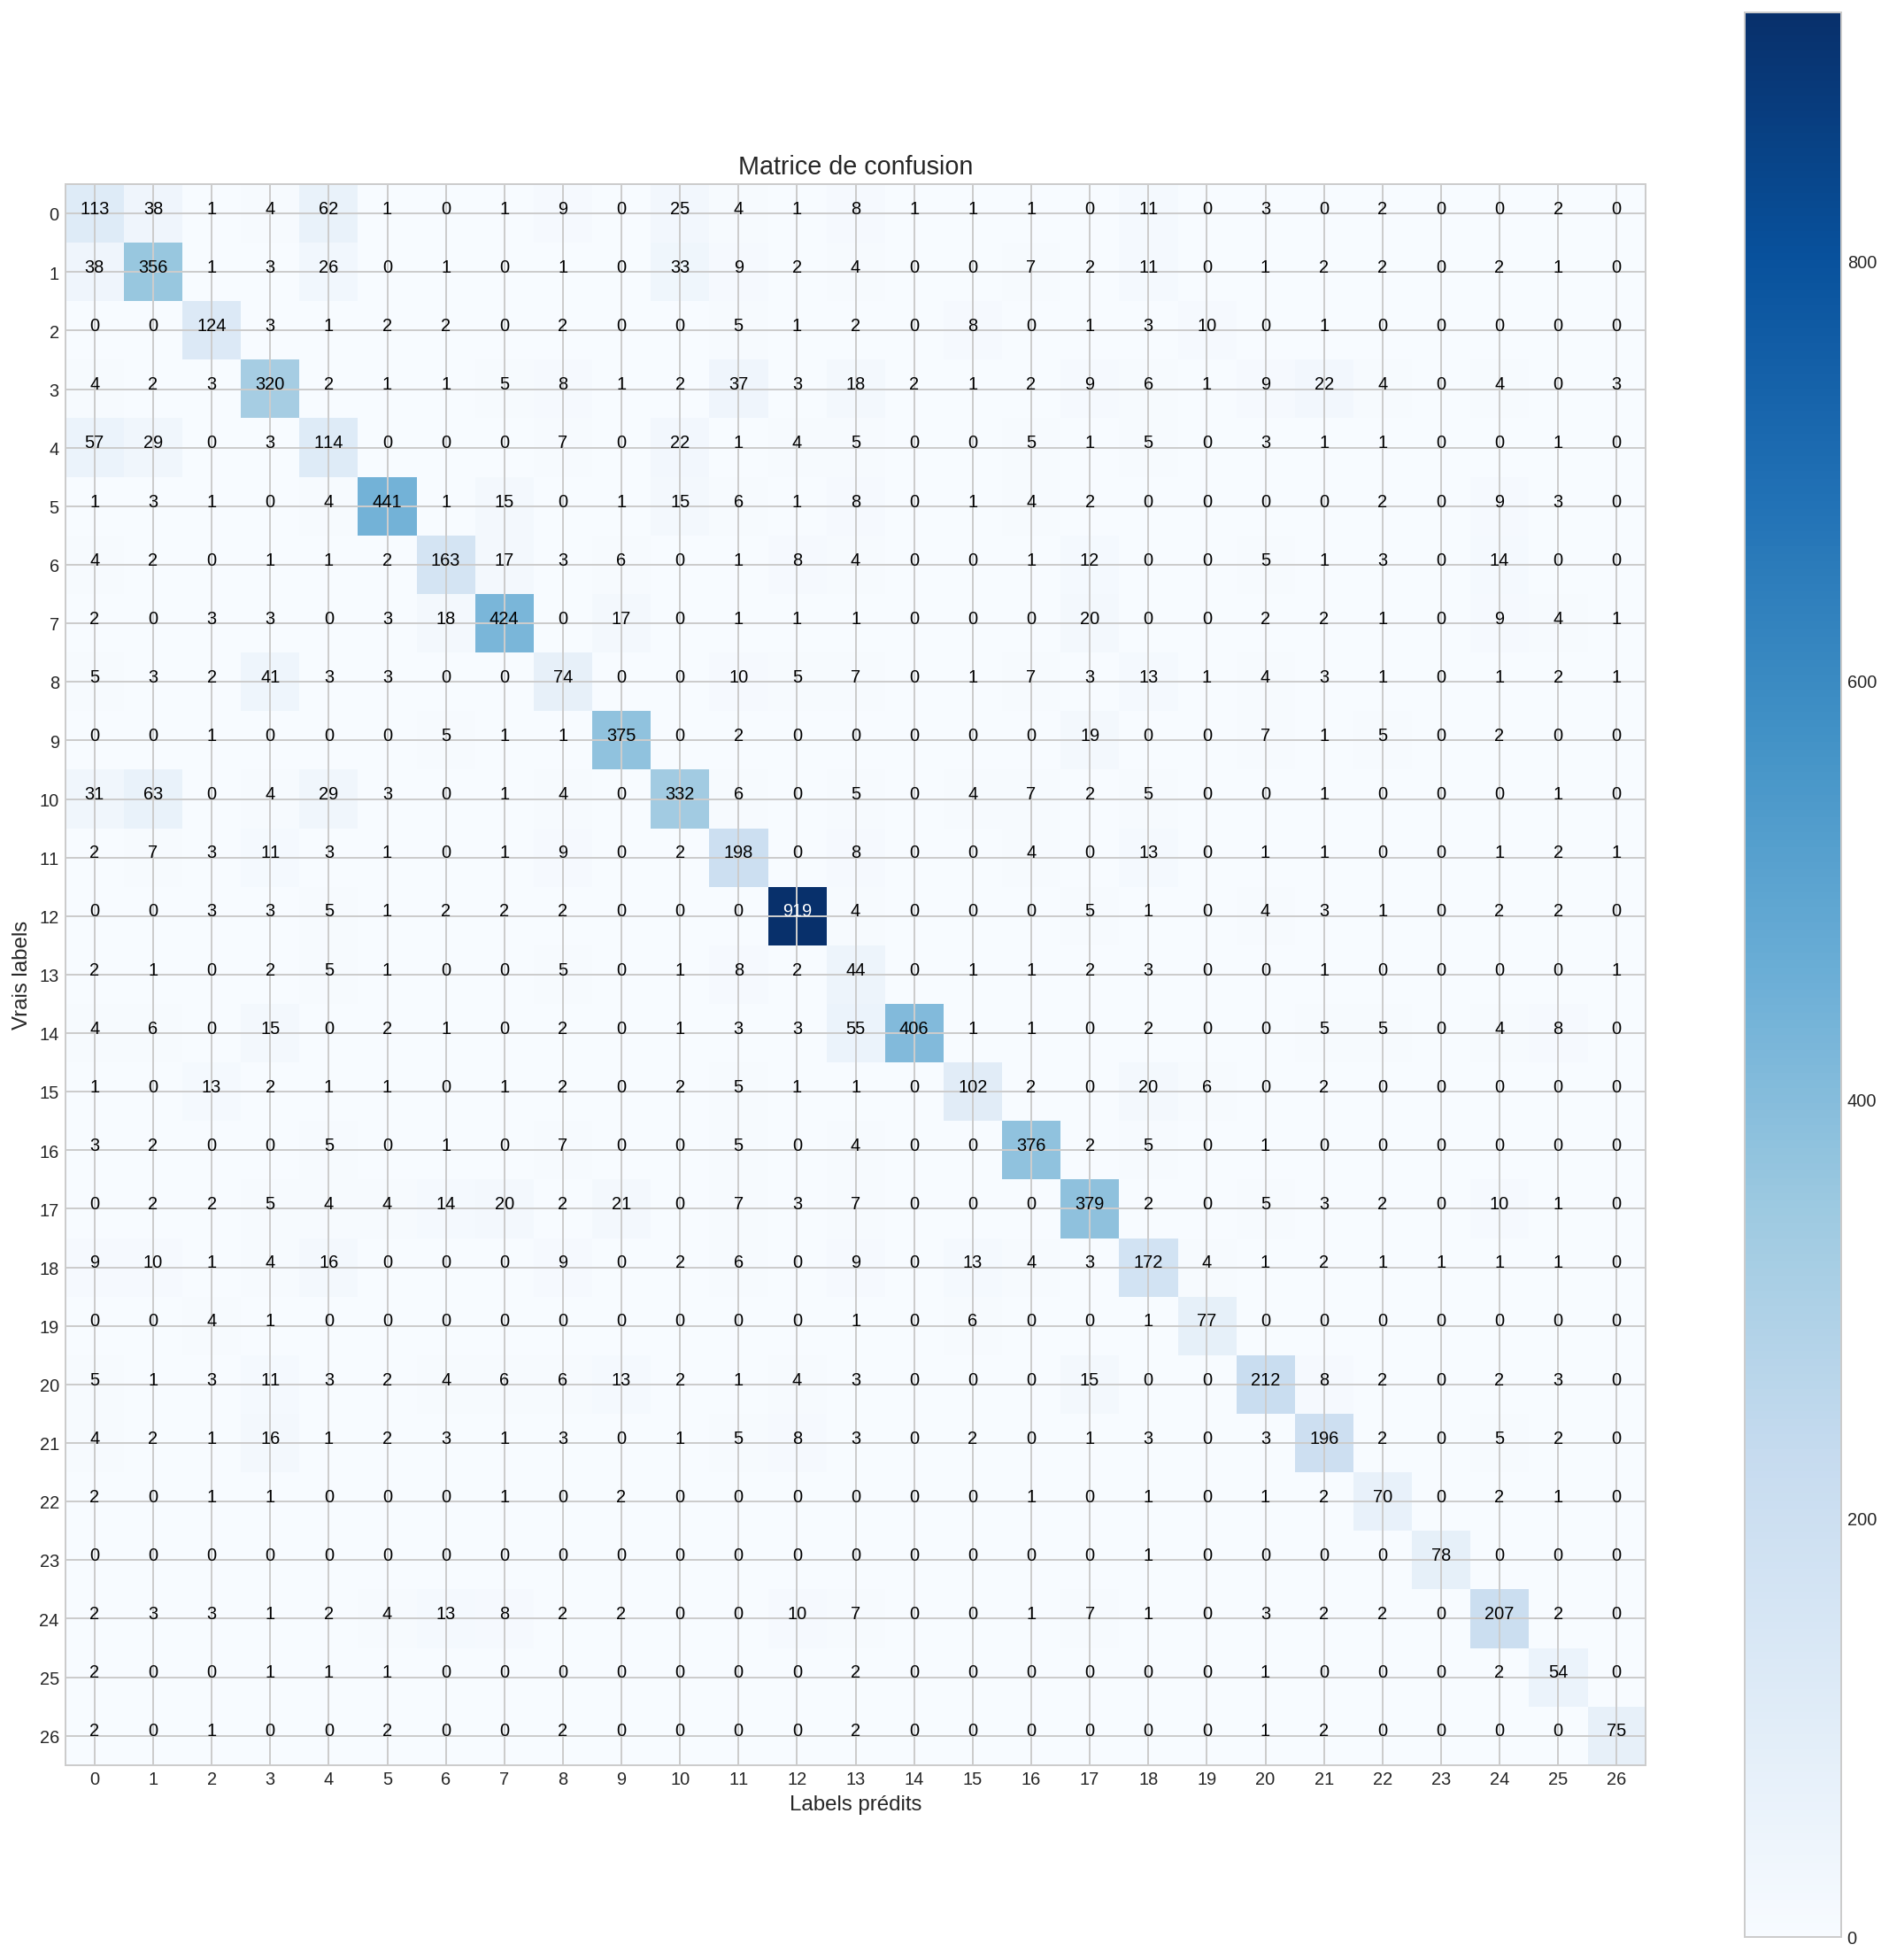 Matrice de confusion
0 113 38 1 4 62 1 0 1 9 0 25 4 1 8 1 1 1 0 11 0 3 0 2 0 0 2 0
1 38 356 1 3 26 0 1 0 1 0 33 9 2 4 0 0 7 2 11 0 1 2 2 0 2 1 0
2 0 0 124 3 1 2 2 0 2 0 0 5 1 2 0 8 0 1 3 10 0 1 0 0 0 0 0
3 4 2 3 320 2 1 1 5 8 1 2 37 3 18 2 1 2 9 6 1 9 22 4 0 4 0 3
4 57 29 0 3 114 0 0 0 7 0 22 1 4 5 0 0 5 1 5 0 3 1 1 0 0 1 0
5 1 3 1 0 4 441 1 15 0 1 15 6 1 8 0 1 4 2 0 0 0 0 2 0 9 3 0
6 4 2 0 1 1 2 163 17 3 6 0 1 8 4 0 0 1 12 0 0 5 1 3 0 14 0 0
7 2 0 3 3 0 3 18 424 0 17 0 1 1 1 0 0 0 20 0 0 2 2 1 0 9 4 1
8 5 3 2 41 3 3 0 0 74 0 0 10 5 7 0 1 7 3 13 1 4 3 1 0 1 2 1
9 0 0 1 0 0 0 5 1 1 375 0 2 0 0 0 0 0 19 0 0 7 1 5 0 2 0 0
10 31 63 0 4 29 3 0 1 4 0 332 6 0 5 0 4 7 2 5 0 0 1 0 0 0 1 0
11 2 7 3 11 3 1 0 1 9 0 2 198 0 8 0 0 4 0 13 0 1 1 0 0 1 2 1
12 0 0 3 3 5 1 2 2 2 0 0 0 919 4 0 0 0 5 1 0 4 3 1 0 2 2 0
13 2 1 0 2 5 1 0 0 5 0 1 8 2 44 0 1 1 2 3 0 0 1 0 0 0 0 1
14 4 6 0 15 0 2 1 0 2 0 1 3 3 55 406 1 1 0 2 0 0 5 5 0 4 8 0
15 1 0 13 2 1 1 0 1 2 0 2 5 1 1 0 102 2 0 20 6 0 2 0 0 0 0 0
16 3 2 0 0 5 0 1 0 7 0 0 5 0 4 0 0 376 2 5 0 1 0 0 0 0 0 0
17 0 2 2 5 4 4 14 20 2 21 0 7 3 7 0 0 0 379 2 0 5 3 2 0 10 1 0
18 9 10 1 4 16 0 0 0 9 0 2 6 0 9 0 13 4 3 172 4 1 2 1 1 1 1 0
19 0 0 4 1 0 0 0 0 0 0 0 0 0 1 0 6 0 0 1 77 0 0 0 0 0 0 0
20 5 1 3 11 3 2 4 6 6 13 2 1 4 3 0 0 0 15 0 0 212 8 2 0 2 3 0
21 4 2 1 16 1 2 3 1 3 0 1 5 8 3 0 2 0 1 3 0 3 196 2 0 5 2 0
22 2 0 1 1 0 0 0 1 0 2 0 0 0 0 0 0 1 0 1 0 1 2 70 0 2 1 0
23 0 0 0 0 0 0 0 0 0 0 0 0 0 0 0 0 0 0 1 0 0 0 0 78 0 0 0
24 2 3 3 1 2 4 13 8 2 2 0 0 10 7 0 0 1 7 1 0 3 2 2 0 207 2 0
25 2 0 0 1 1 1 0 0 0 0 0 0 0 2 0 0 0 0 0 0 1 0 0 0 2 54 0
26 2 0 1 0 0 2 0 0 2 0 0 0 0 2 0 0 0 0 0 0 1 2 0 0 0 0 75
0 1 2 3 4 5 6 7 8 9 10 11 12 13 14 15 16 17 18 19 20 21 22 23 24 25 26
Labels prédits
Vrais labels
800
600
400
200
0